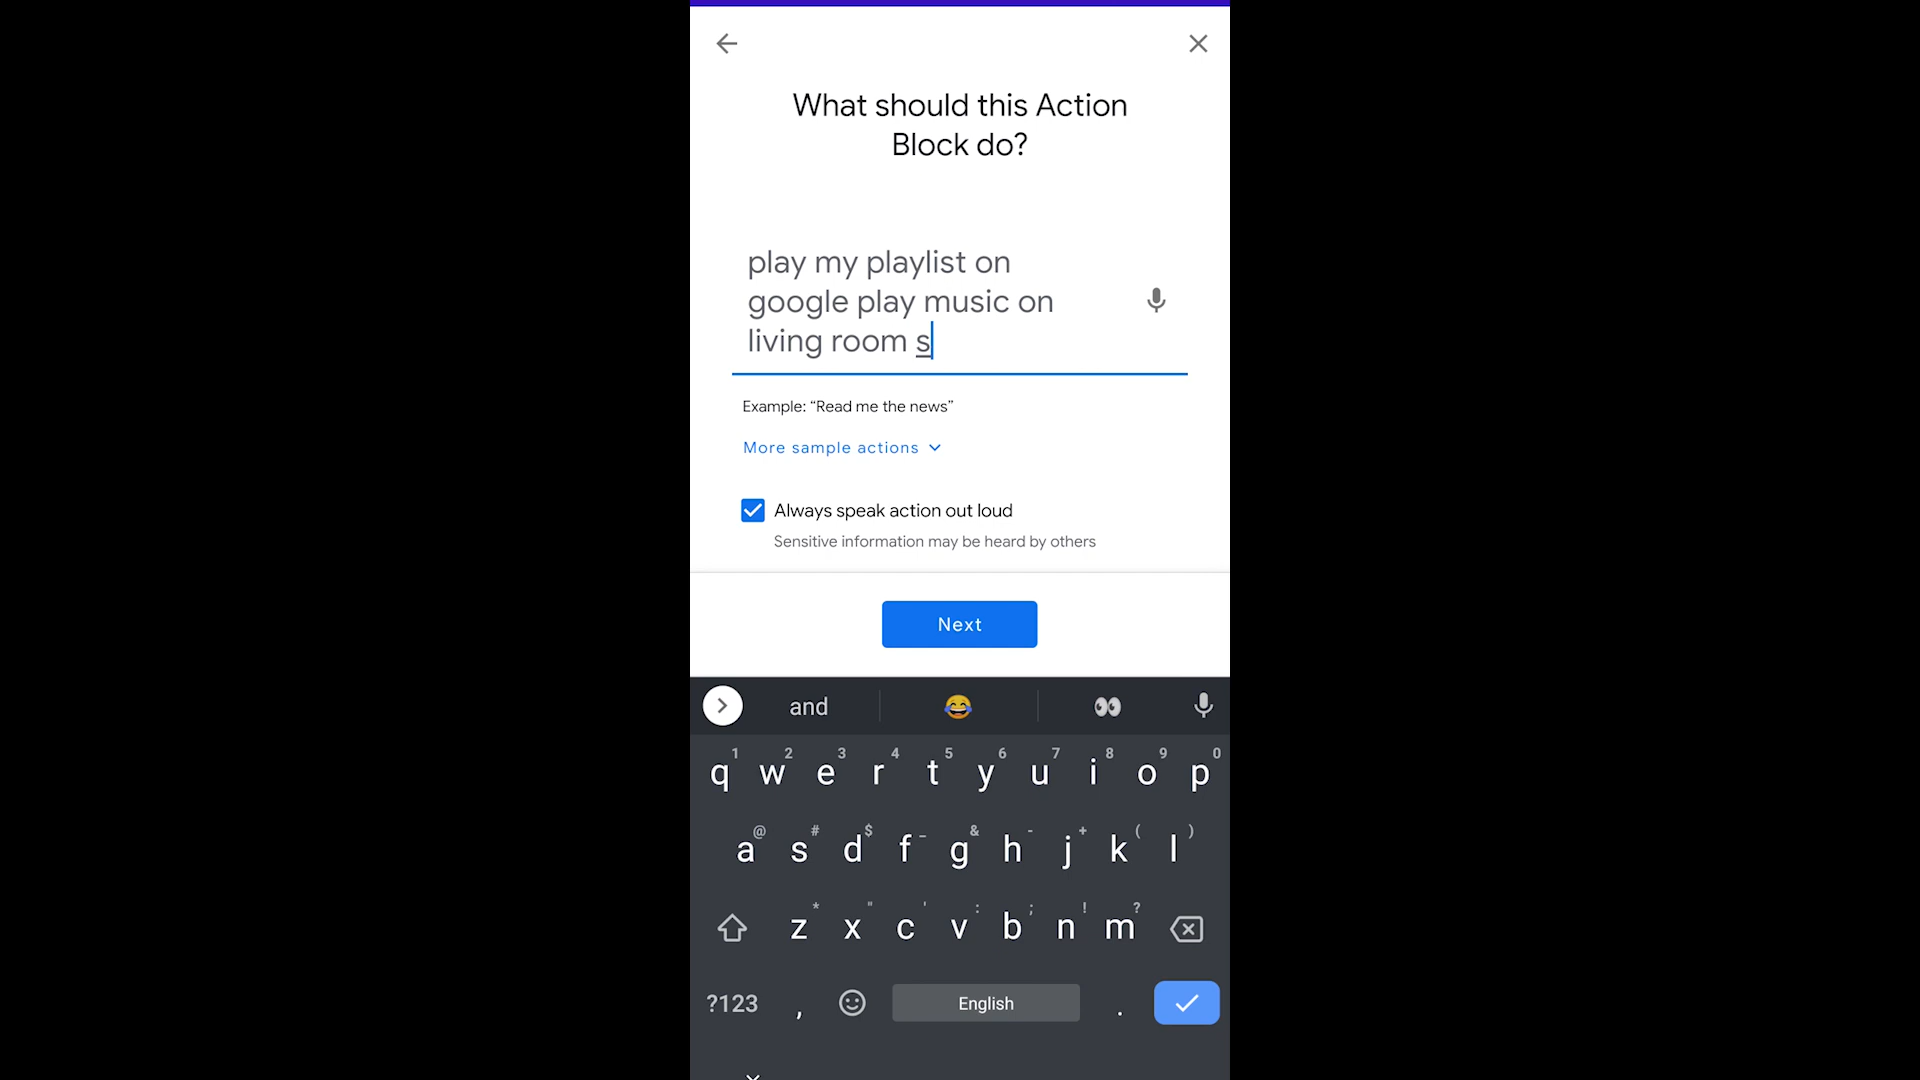 What should this Action
Block do?
play my playlist on
google play music on
living room s
Example: “Read me the news”
More sample actions
Always speak action out loud
Sensitive information may be heard by others
Next
and
1 2 3 4 5 6 7 8 9 0
q w e r t y u i o p
@ # $ _ & - + ( )
a s d f g h j k l
* " ' : ; ! ?
z x c v b n m
?123 , English .